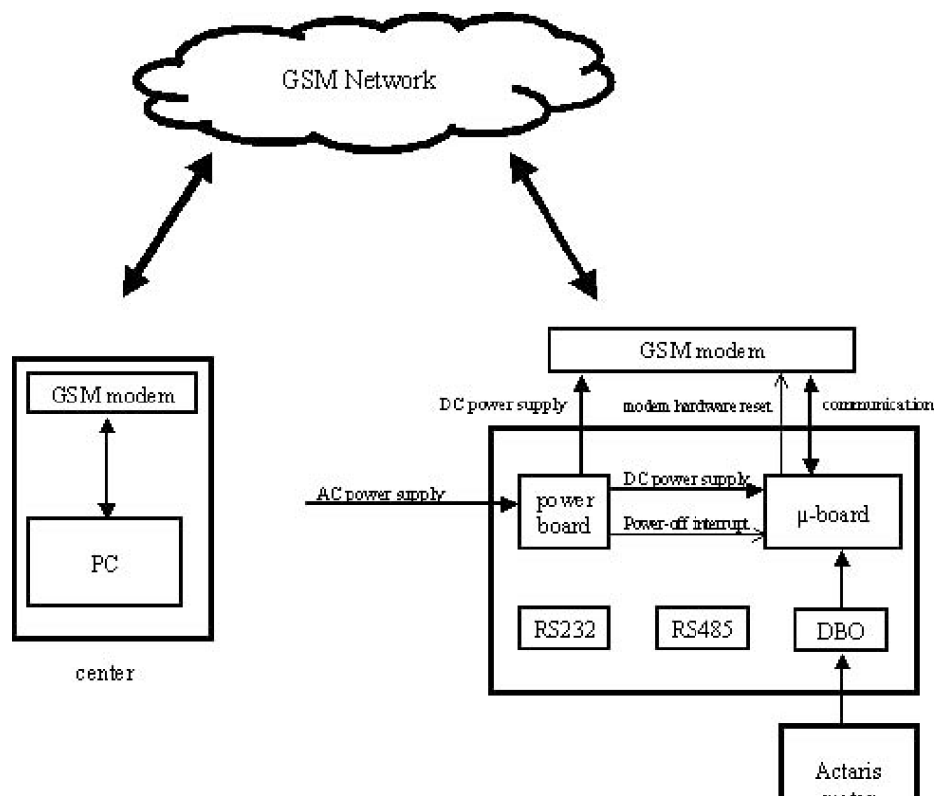 GSM Network
GSM modem
GSM modem
DC power supply
modem hardware reset
communication
AC power supply
power
board
DC power supply
Power-off interrupt
μ-board
PC
RS232
RS485
DBO
center
Actaris